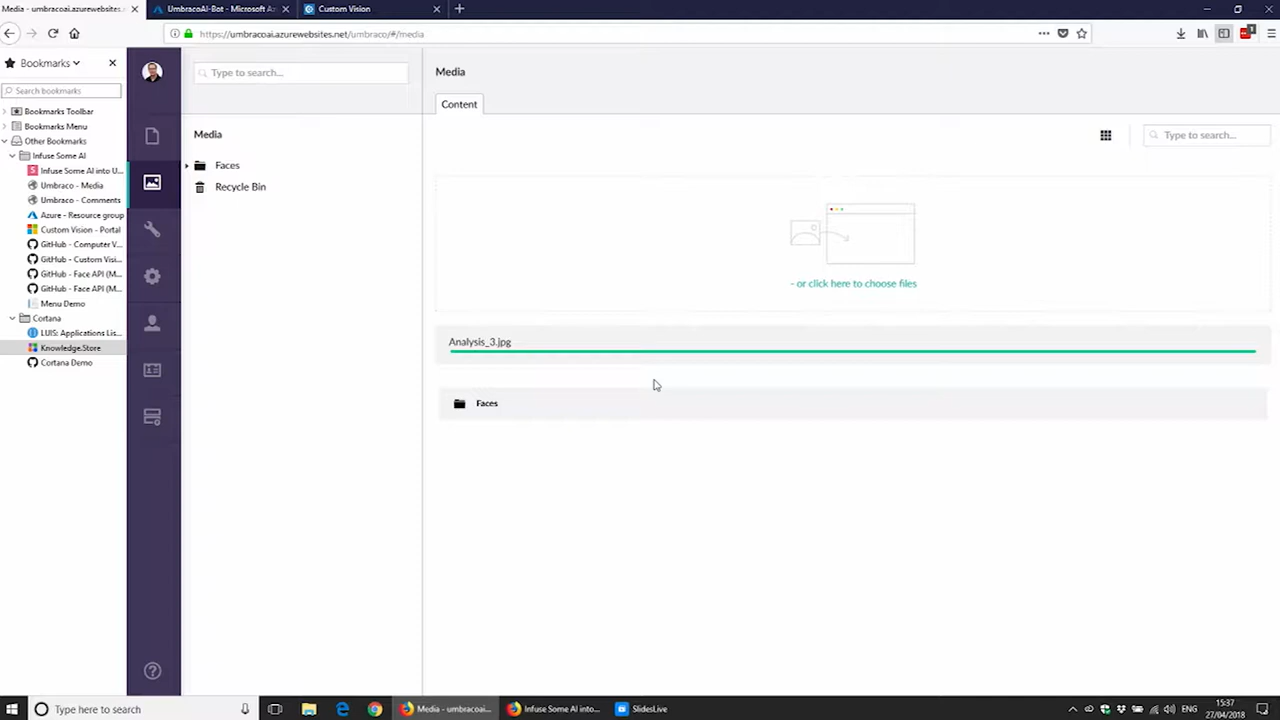 Media - umbracoai.azurewebsites.
UmbracoAI-Bot - Microsoft Az
Custom Vision
https://umbracoai.azurewebsites.net/umbraco/#/media
Bookmarks
Search bookmarks
Bookmarks Toolbar
Bookmarks Menu
Other Bookmarks
Infuse Some AI
Infuse Some AI into U...
Umbraco - Media
Umbraco - Comments
Azure - Resource group
Custom Vision - Portal
GitHub - Computer V...
GitHub - Custom Visi...
GitHub - Face API (M...
GitHub - Face API (M...
Menu Demo
Cortana
LUIS: Applications Lis...
Knowledge.Store
Cortana Demo
Type to search...
Media
Faces
Recycle Bin
Media
Content
Type to search...
- or click here to choose files
Analysis_3.jpg
Faces
Type here to search
Media - umbracoai...
Infuse Some AI into...
SlidesLive
ENG
15:37
27/04/2018